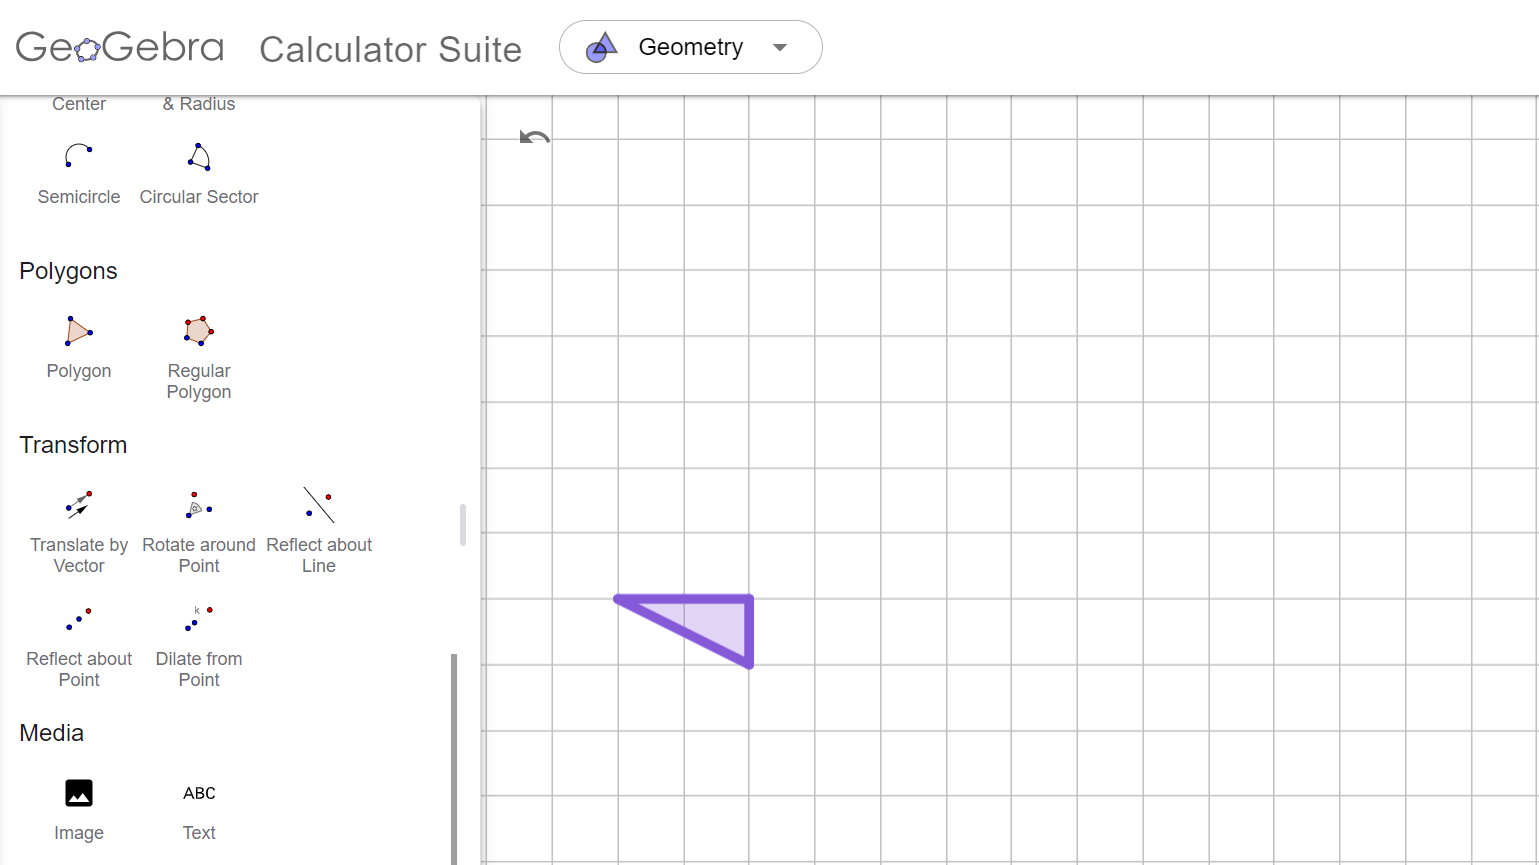 GeoGebra Calculator Suite Geometry
Center & Radius
Semicircle Circular Sector
Polygons
Polygon Regular
Polygon
Transform
Translate by Rotate around Reflect about
Vector Point Line
k
Reflect about Dilate from
Point Point
Media
ABC
Image Text